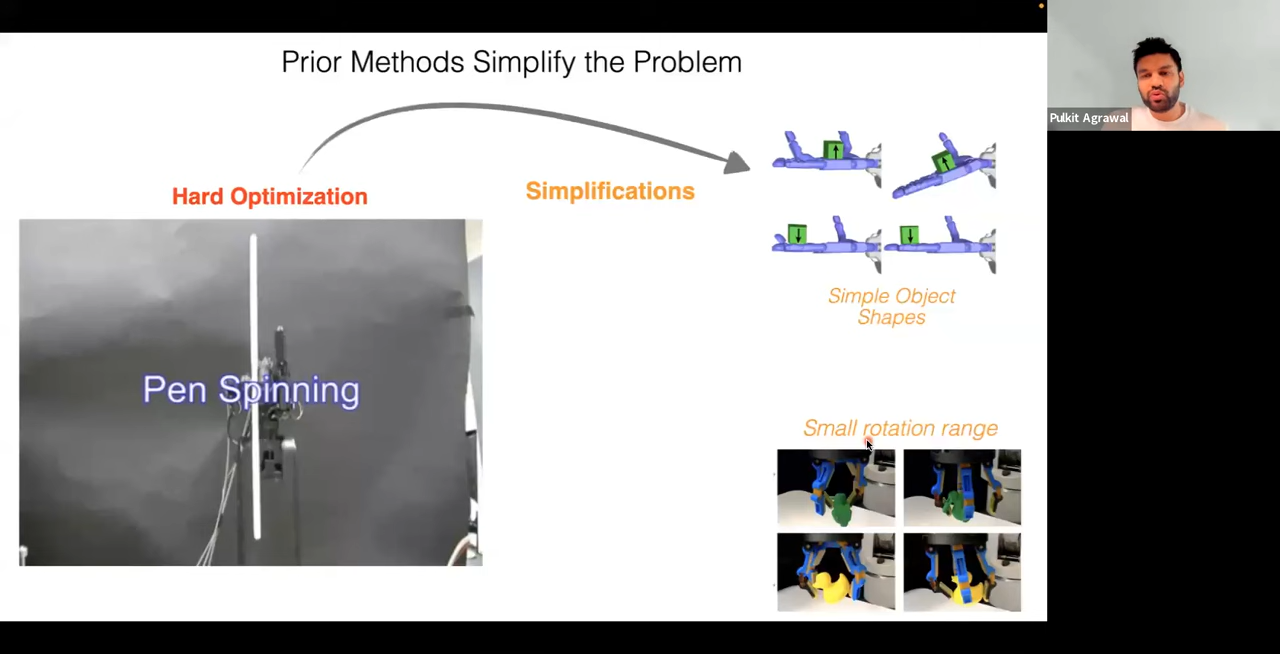 Prior Methods Simplify the Problem
Pulkit Agrawal
Hard Optimization
Simplifications
Simple Object
Shapes
Pen Spinning
Small rotation range